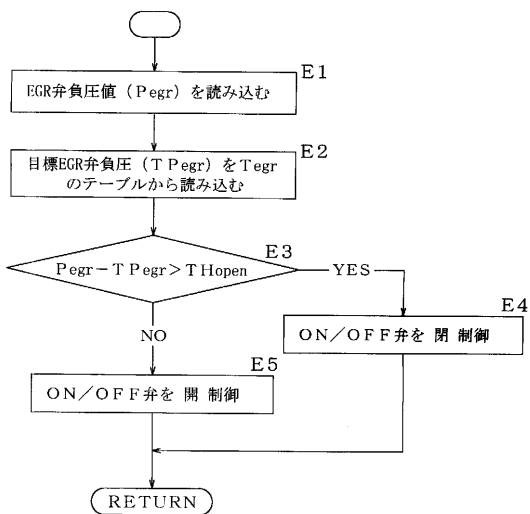 E1
EGR弁負圧値（Pegr）を読み込む
E2
目標EGR弁負圧（TPegr）をTegr
のテーブルから読み込む
E3
Pegr－TPegr＞THopen
YES
E4
ON／OFF弁を 閉 制御
NO
E5
ON／OFF弁を 開 制御
RETURN